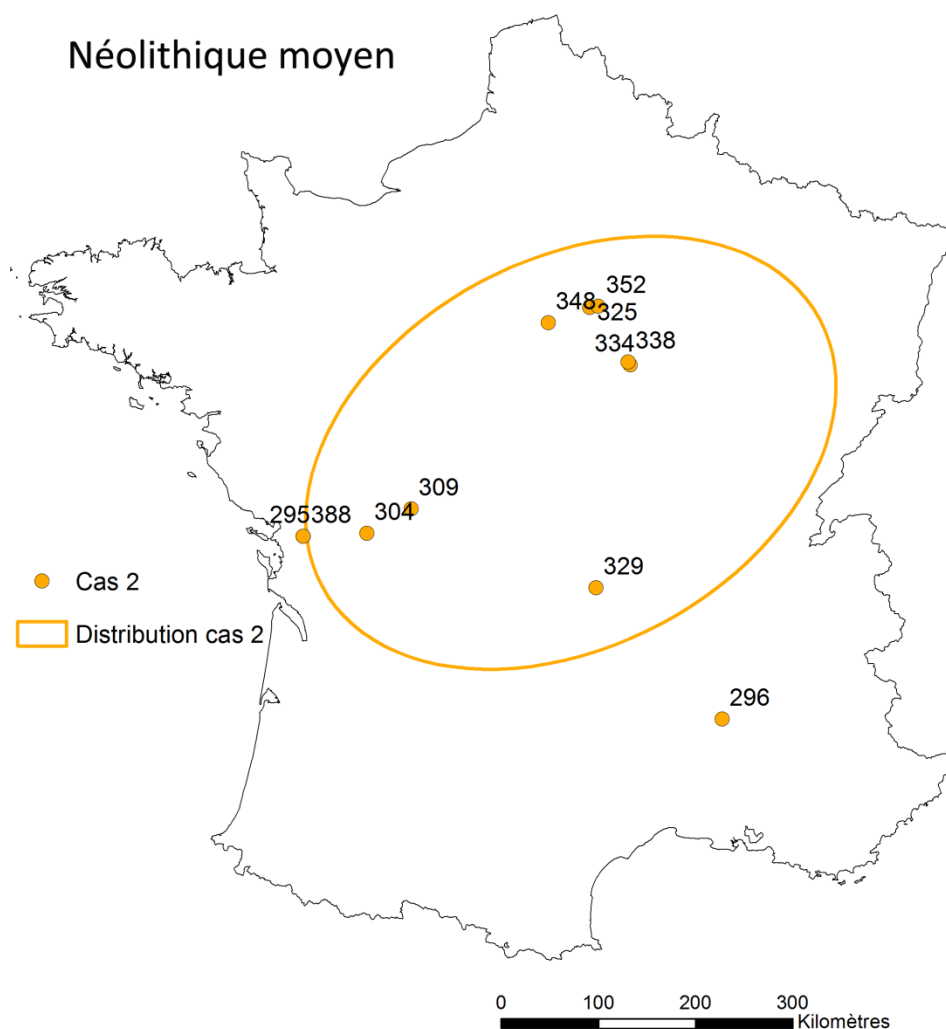 Néolithique moyen
352
348
325
334 338
309
295388
304
329
Cas 2
Distribution cas 2
296
0 100 200 300
Kilomètres